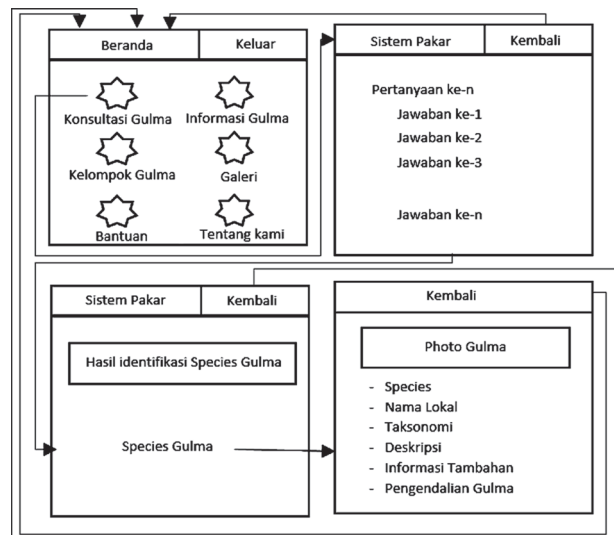 Beranda
Keluar
Konsultasi Gulma
Informasi Gulma
Kelompok Gulma
Galeri
Bantuan
Tentang kami
Sistem Pakar
Kembali
Pertanyaan ke-n
Jawaban ke-1
Jawaban ke-2
Jawaban ke-3
Jawaban ke-n
Sistem Pakar
Kembali
Hasil identifikasi Species Gulma
Species Gulma
Kembali
Photo Gulma
- Species
- Nama Lokal
- Taksonomi
- Deskripsi
- Informasi Tambahan
- Pengendalian Gulma